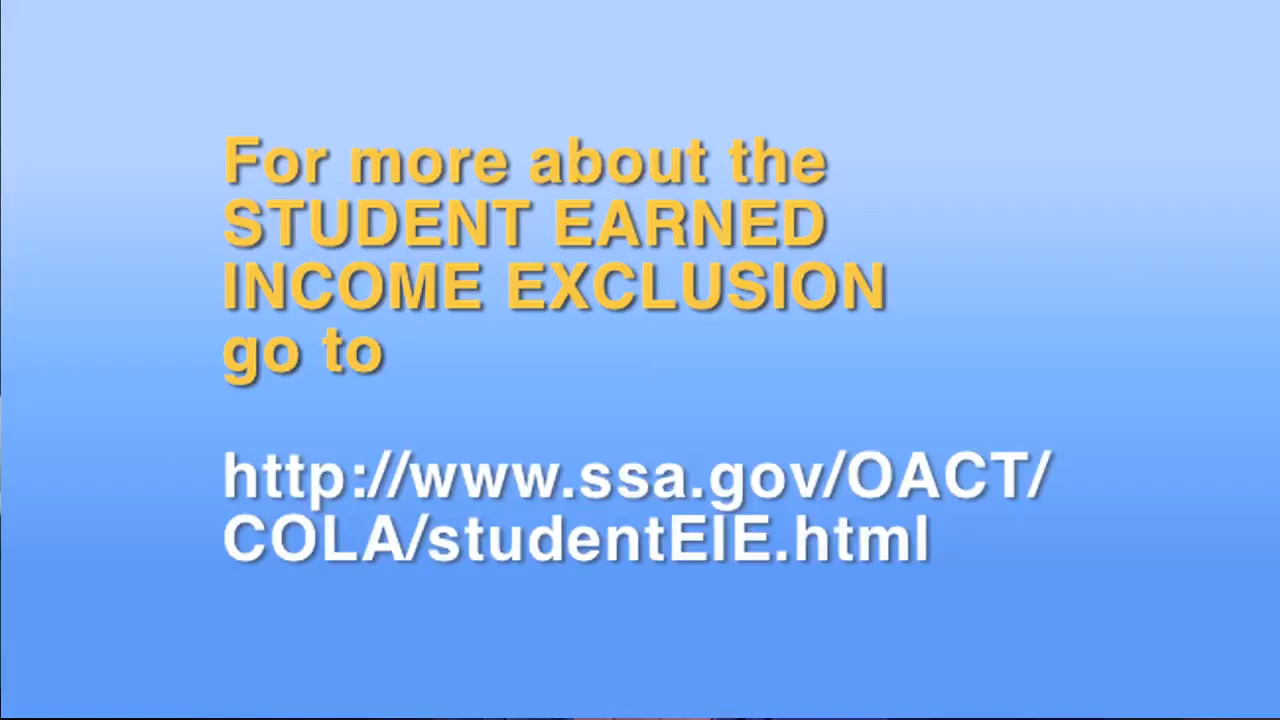 For more about the
STUDENT EARNED
INCOME EXCLUSION
go to
http://www.ssa.gov/OACT/
COLA/studentEIE.html